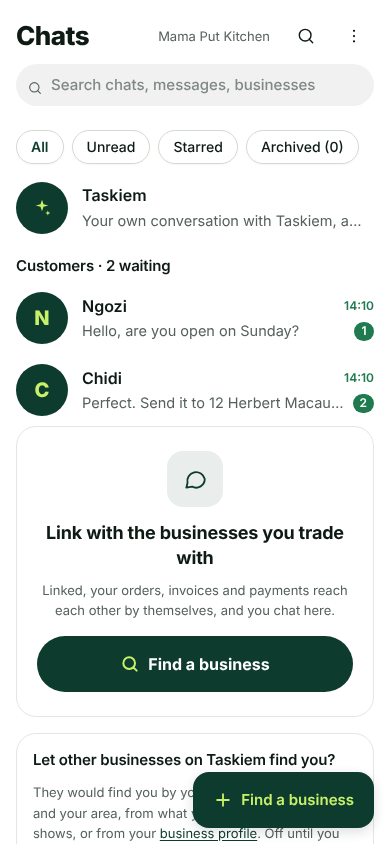 Chats
Mama Put Kitchen
Search chats, messages, businesses
All
Unread
Starred
Archived (0)
Taskiem
Your own conversation with Taskiem, a...
Customers · 2 waiting
N
Ngozi
14:10
Hello, are you open on Sunday?
1
C
Chidi
14:10
Perfect. Send it to 12 Herbert Macau...
2
Link with the businesses you trade
with
Linked, your orders, invoices and payments reach
each other by themselves, and you chat here.
Find a business
Let other businesses on Taskiem find you?
They would find you by
and your area, from what
Find a business
shows, or from your business profile. Off until you